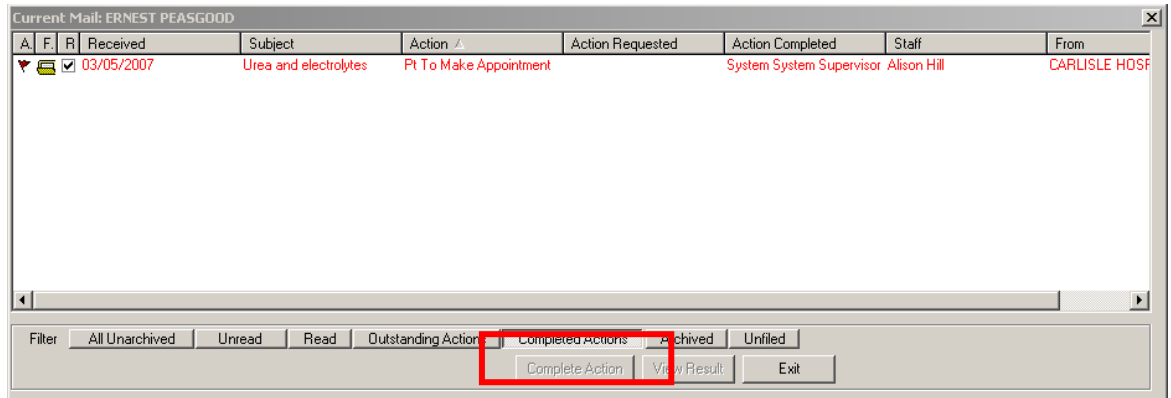 Current Mail: ERNEST PEASGOOD
A. F. R Received Subject Action Action Requested Action Completed Staff From
03/05/2007 Urea and electrolytes Pt To Make Appointment System System Supervisor Alison Hill CARLISLE HOSP
Filter All Unarchived Unread Read Outstanding Actions Completed Actions Archived Unfiled
Complete Action View Result Exit